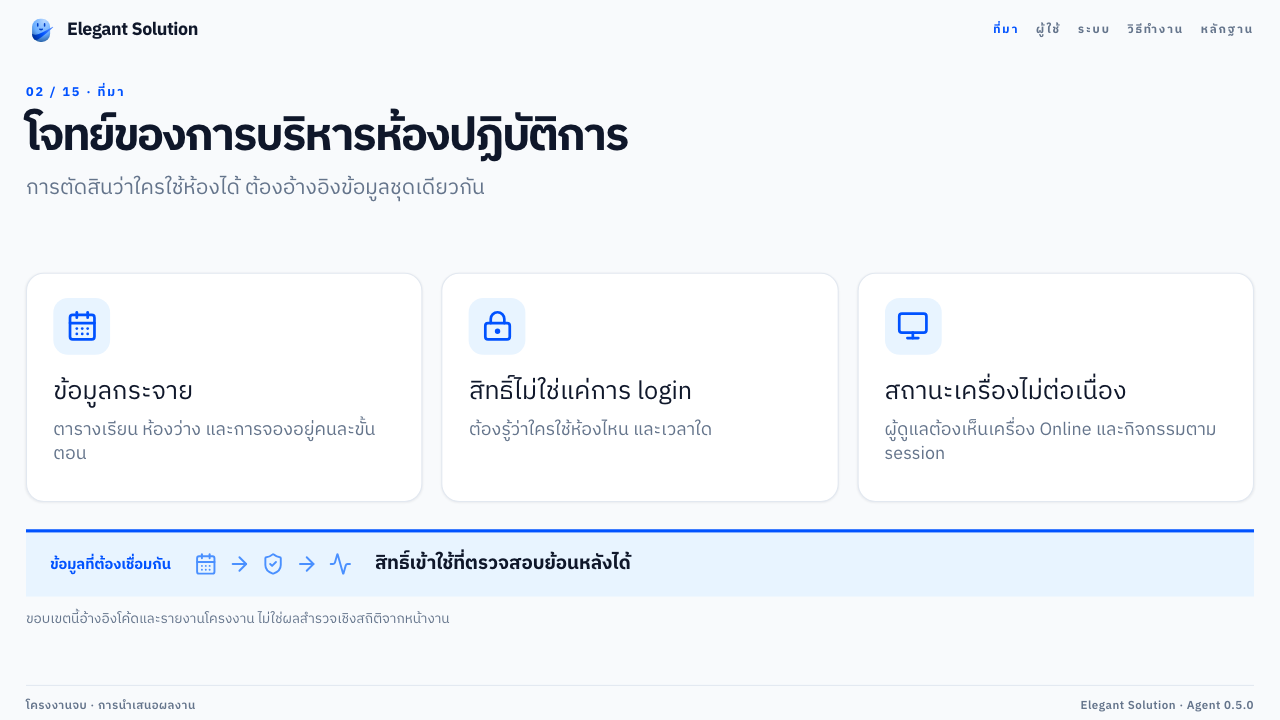 Elegant Solution
ที่มา ผู้ใช้ ระบบ วิธีทำงาน หลักฐาน
02 / 15 · ที่มา
โจทย์ของการบริหารห้องปฏิบัติการ
การตัดสินว่าใครใช้ห้องได้ ต้องอ้างอิงข้อมูลชุดเดียวกัน
ข้อมูลกระจาย
ตารางเรียน ห้องว่าง และการจองอยู่คนละขั้น
ตอน
สิทธิ์ไม่ใช่แค่การ login
ต้องรู้ว่าใครใช้ห้องไหน และเวลาใด
สถานะเครื่องไม่ต่อเนื่อง
ผู้ดูแลต้องเห็นเครื่อง Online และกิจกรรมตาม
session
ข้อมูลที่ต้องเชื่อมกัน
สิทธิ์เข้าใช้ที่ตรวจสอบย้อนหลังได้
ขอบเขตนี้อ้างอิงโค้ดและรายงานโครงงาน ไม่ใช่ผลสำรวจเชิงสถิติจากหน้างาน
โครงงานจบ · การนำเสนอผลงาน
Elegant Solution · Agent 0.5.0